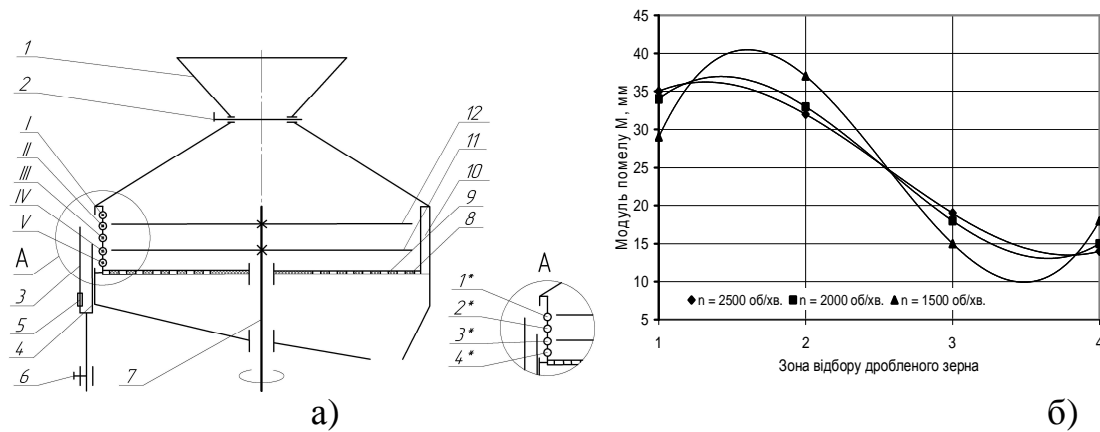 1
2
I
II
III
IV
V
А
3
5
4
6
7
12
11
10
9
8
А
1*
2*
3*
4*
а)
Модуль помелу М, мм
45
40
35
30
25
20
15
10
5
n = 2500 об/хв.
n = 2000 об/хв.
n = 1500 об/хв.
1
2
3
4
Зона відбору дробленого зерна
б)